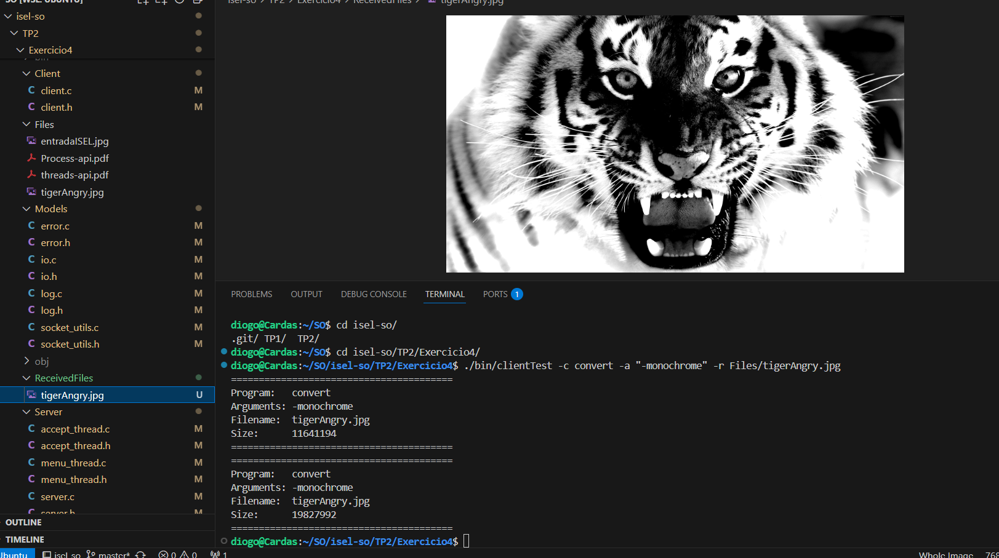 SO [WSL: UBUNTU]
isel-so
TP2
Exercicio4
bin
Client
C client.c M
C client.h M
Files
entradaISEL.jpg
Process-api.pdf
threads-api.pdf
tigerAngry.jpg
Models
C error.c M
C error.h M
C io.c M
C io.h M
C log.c M
C log.h M
C socket_utils.c M
C socket_utils.h M
obj
ReceivedFiles
tigerAngry.jpg U
Server
C accept_thread.c M
C accept_thread.h M
C menu_thread.c M
C menu_thread.h M
C server.c M
C server.h M
OUTLINE
TIMELINE
isel-so > TP2 > Exercicio4 > ReceivedFiles > tigerAngry.jpg
PROBLEMS OUTPUT DEBUG CONSOLE TERMINAL PORTS 1
diogo@Cardas:~/SO$ cd isel-so/
.git/ TP1/ TP2/
diogo@Cardas:~/SO$ cd isel-so/TP2/Exercicio4/
diogo@Cardas:~/SO/isel-so/TP2/Exercicio4$ ./bin/clientTest -c convert -a "-monochrome" -r Files/tigerAngry.jpg
========================================
Program: convert
Arguments: -monochrome
Filename: tigerAngry.jpg
Size: 11641194
========================================
========================================
Program: convert
Arguments: -monochrome
Filename: tigerAngry.jpg
Size: 19827992
========================================
diogo@Cardas:~/SO/isel-so/TP2/Exercicio4$
Ubuntu isel-so master* 0 0 1 Whole Image 768